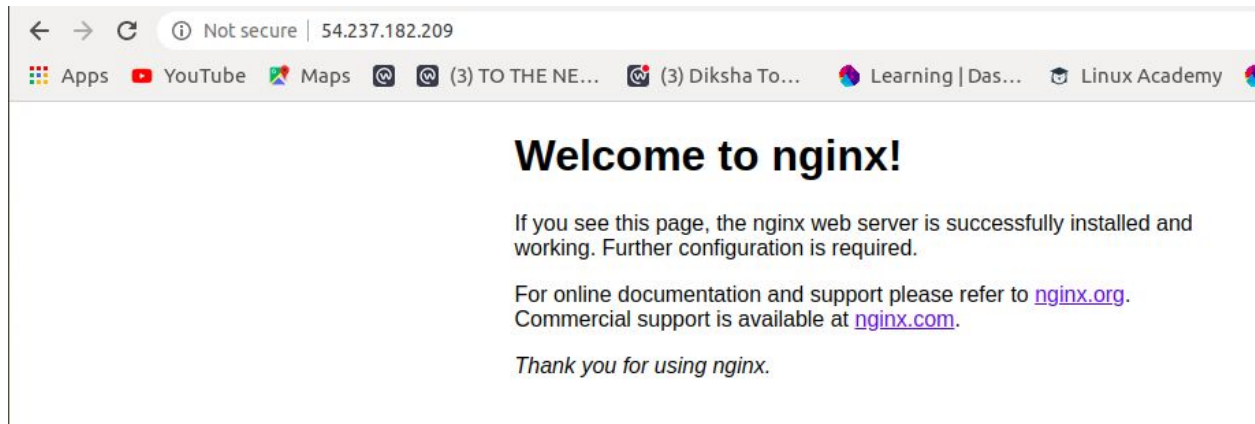 Not secure | 54.237.182.209
Apps YouTube Maps (3) TO THE NE... (3) Diksha To... Learning | Das... Linux Academy
Welcome to nginx!
If you see this page, the nginx web server is successfully installed and
working. Further configuration is required.
For online documentation and support please refer to nginx.org.
Commercial support is available at nginx.com.
Thank you for using nginx.